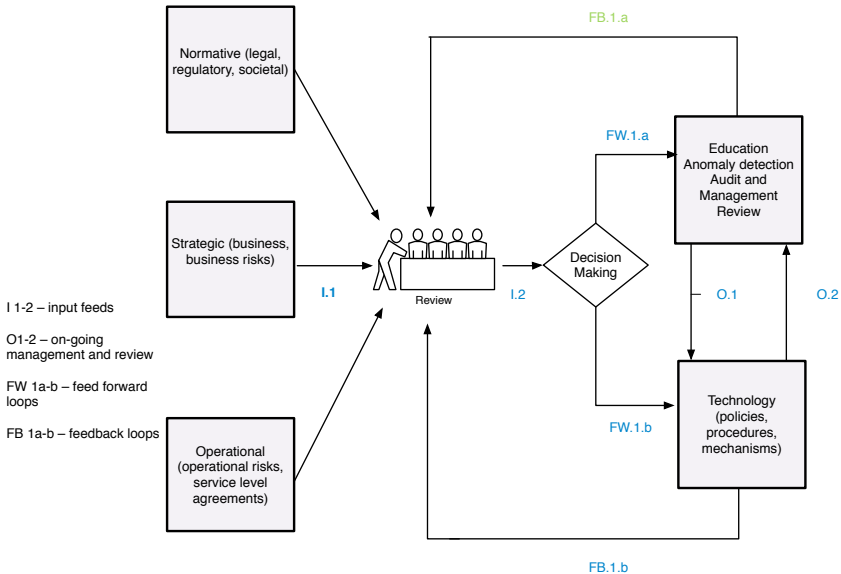 FB.1.a
Normative (legal,
regulatory, societal)
FW.1.a
Education
Anomaly detection
Audit and
Management
Review
Strategic (business,
business risks)
Decision
Making
I.1
Review
I.2
O.1
O.2
I 1-2 – input feeds
O1-2 – on-going
management and review
FW 1a-b – feed forward
loops
FB 1a-b – feedback loops
Technology
(policies,
procedures,
mechanisms)
FW.1.b
Operational
(operational risks,
service level
agreements)
FB.1.b